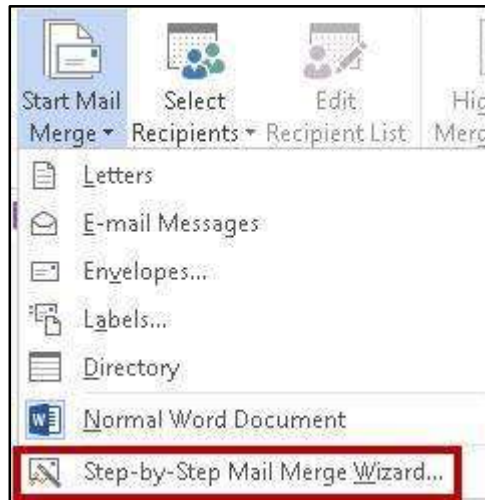 Start Mail Select Edit
Merge Recipients Recipient List
Letters
E-mail Messages
Envelopes...
Labels...
Directory
Normal Word Document
Step-by-Step Mail Merge Wizard...